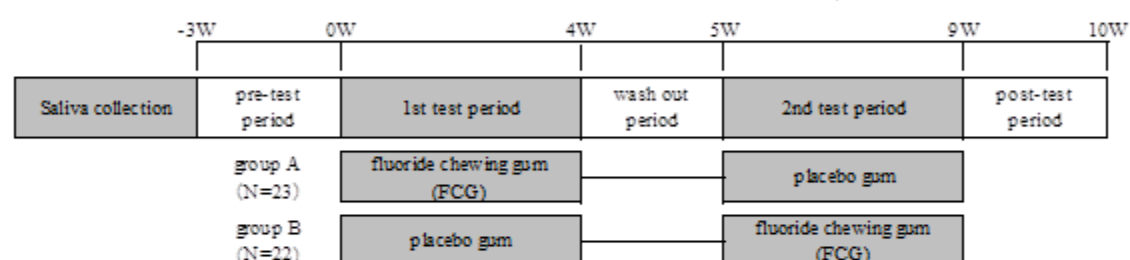 -3W 0W 4W 5W 9W 10W
Saliva collection
pre-test
period
1st test period
wash out
period
2nd test period
post-test
period
group A
(N=23)
fluoride chewing gum
(FCG)
placebo gum
group B
(N=22)
placebo gum
fluoride chewing gum
(FCG)